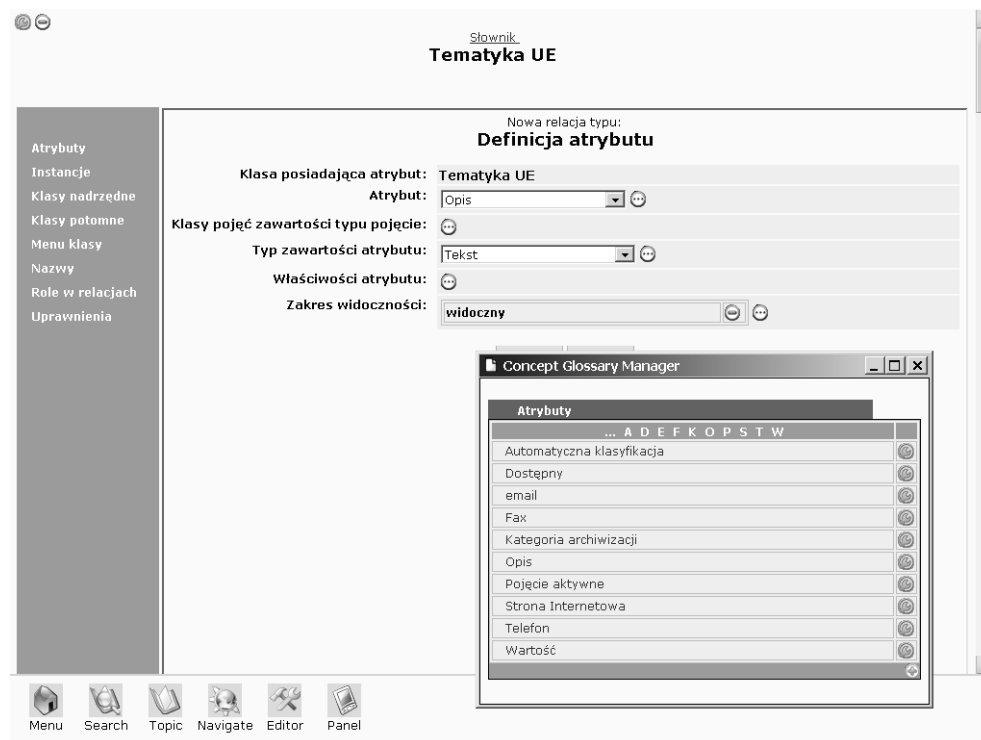 Słownik
Tematyka UE
Atrybuty
Instancje
Klasy nadrzędne
Klasy potomne
Menu klasy
Nazwy
Role w relacjach
Uprawnienia
Nowa relacja typu:
Definicja atrybutu
Klasa posiadająca atrybut: Tematyka UE
Atrybut: Opis
Klasy pojęć zawartości typu pojęcie:
Typ zawartości atrybutu: Tekst
Właściwości atrybutu:
Zakres widoczności: widoczny
Concept Glossary Manager
Atrybuty
... A D E F K O P S T W
Automatyczna klasyfikacja
Dostępny
email
Fax
Kategoria archiwizacji
Opis
Pojęcie aktywne
Strona Internetowa
Telefon
Wartość
Menu Search Topic Navigate Editor Panel